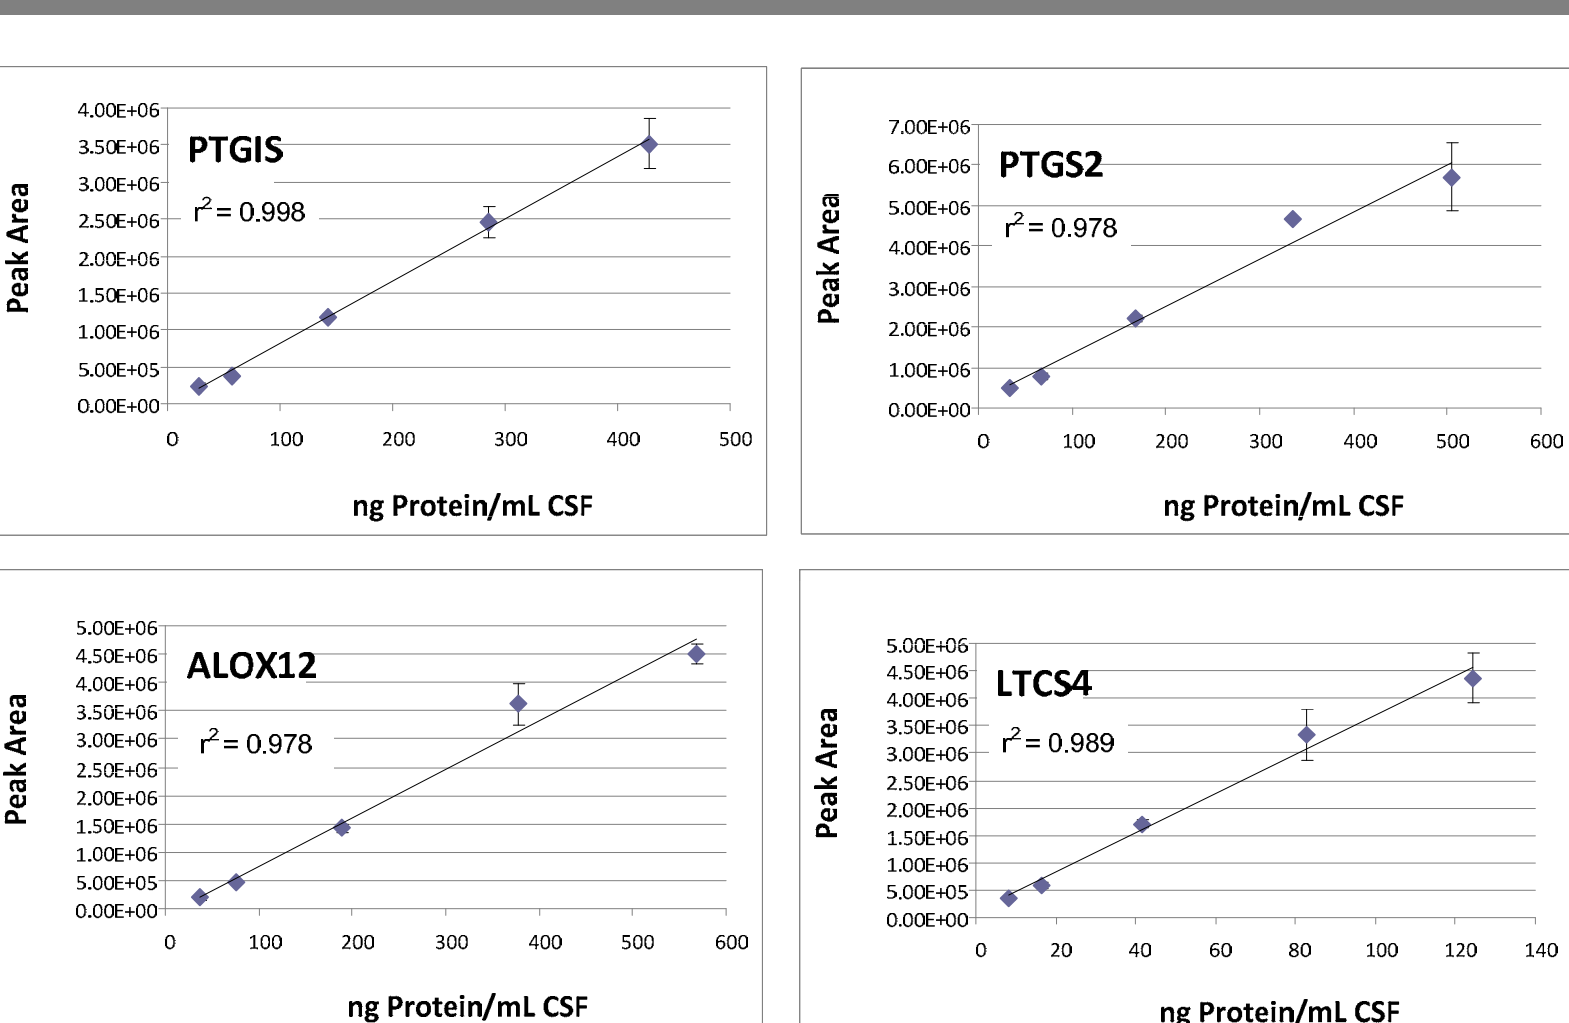 PTGIS
r² = 0.998
Peak Area
4.00E+06
3.50E+06
3.00E+06
2.50E+06
2.00E+06
1.50E+06
1.00E+06
5.00E+05
0.00E+00
0 100 200 300 400 500
ng Protein/mL CSF
PTGS2
r² = 0.978
Peak Area
7.00E+06
6.00E+06
5.00E+06
4.00E+06
3.00E+06
2.00E+06
1.00E+06
0.00E+00
0 100 200 300 400 500 600
ng Protein/mL CSF
ALOX12
r² = 0.978
Peak Area
5.00E+06
4.50E+06
4.00E+06
3.50E+06
3.00E+06
2.50E+06
2.00E+06
1.50E+06
1.00E+06
5.00E+05
0.00E+00
0 100 200 300 400 500 600
ng Protein/mL CSF
LTCS4
r² = 0.989
Peak Area
5.00E+06
4.50E+06
4.00E+06
3.50E+06
3.00E+06
2.50E+06
2.00E+06
1.50E+06
1.00E+06
5.00E+05
0.00E+00
0 20 40 60 80 100 120 140
ng Protein/mL CSF